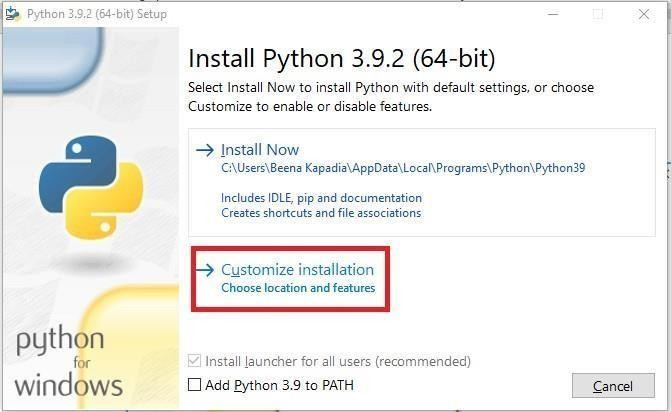 Python 3.9.2 (64-bit) Setup
Install Python 3.9.2 (64-bit)
Select Install Now to install Python with default settings, or choose
Customize to enable or disable features.
Install Now
C:\Users\Beena Kapadia\AppData\Local\Programs\Python\Python39
Includes IDLE, pip and documentation
Creates shortcuts and file associations
Customize installation
Choose location and features
python
for
windows
Install launcher for all users (recommended)
Add Python 3.9 to PATH
Cancel